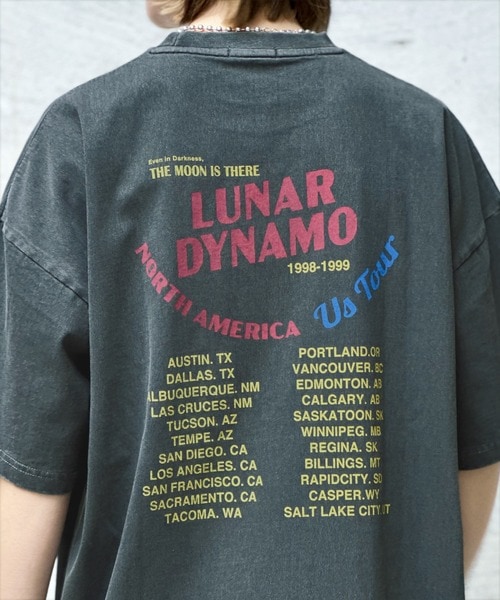 Even in Darkness,
THE MOON IS THERE
LUNAR
DYNAMO
1998-1999
NORTH AMERICA
Us Tour
AUSTIN. TX
DALLAS. TX
ALBUQUERQUE. NM
LAS CRUCES. NM
TUCSON. AZ
TEMPE. AZ
SAN DIEGO. CA
LOS ANGELES. CA
SAN FRANCISCO. CA
SACRAMENTO. CA
TACOMA. WA
PORTLAND.OR
VANCOUVER. BC
EDMONTON. AB
CALGARY. AB
SASKATOON. SK
WINNIPEG. MB
REGINA. SK
BILLINGS. MT
RAPIDCITY. SD
CASPER.WY
SALT LAKE CITY. UT